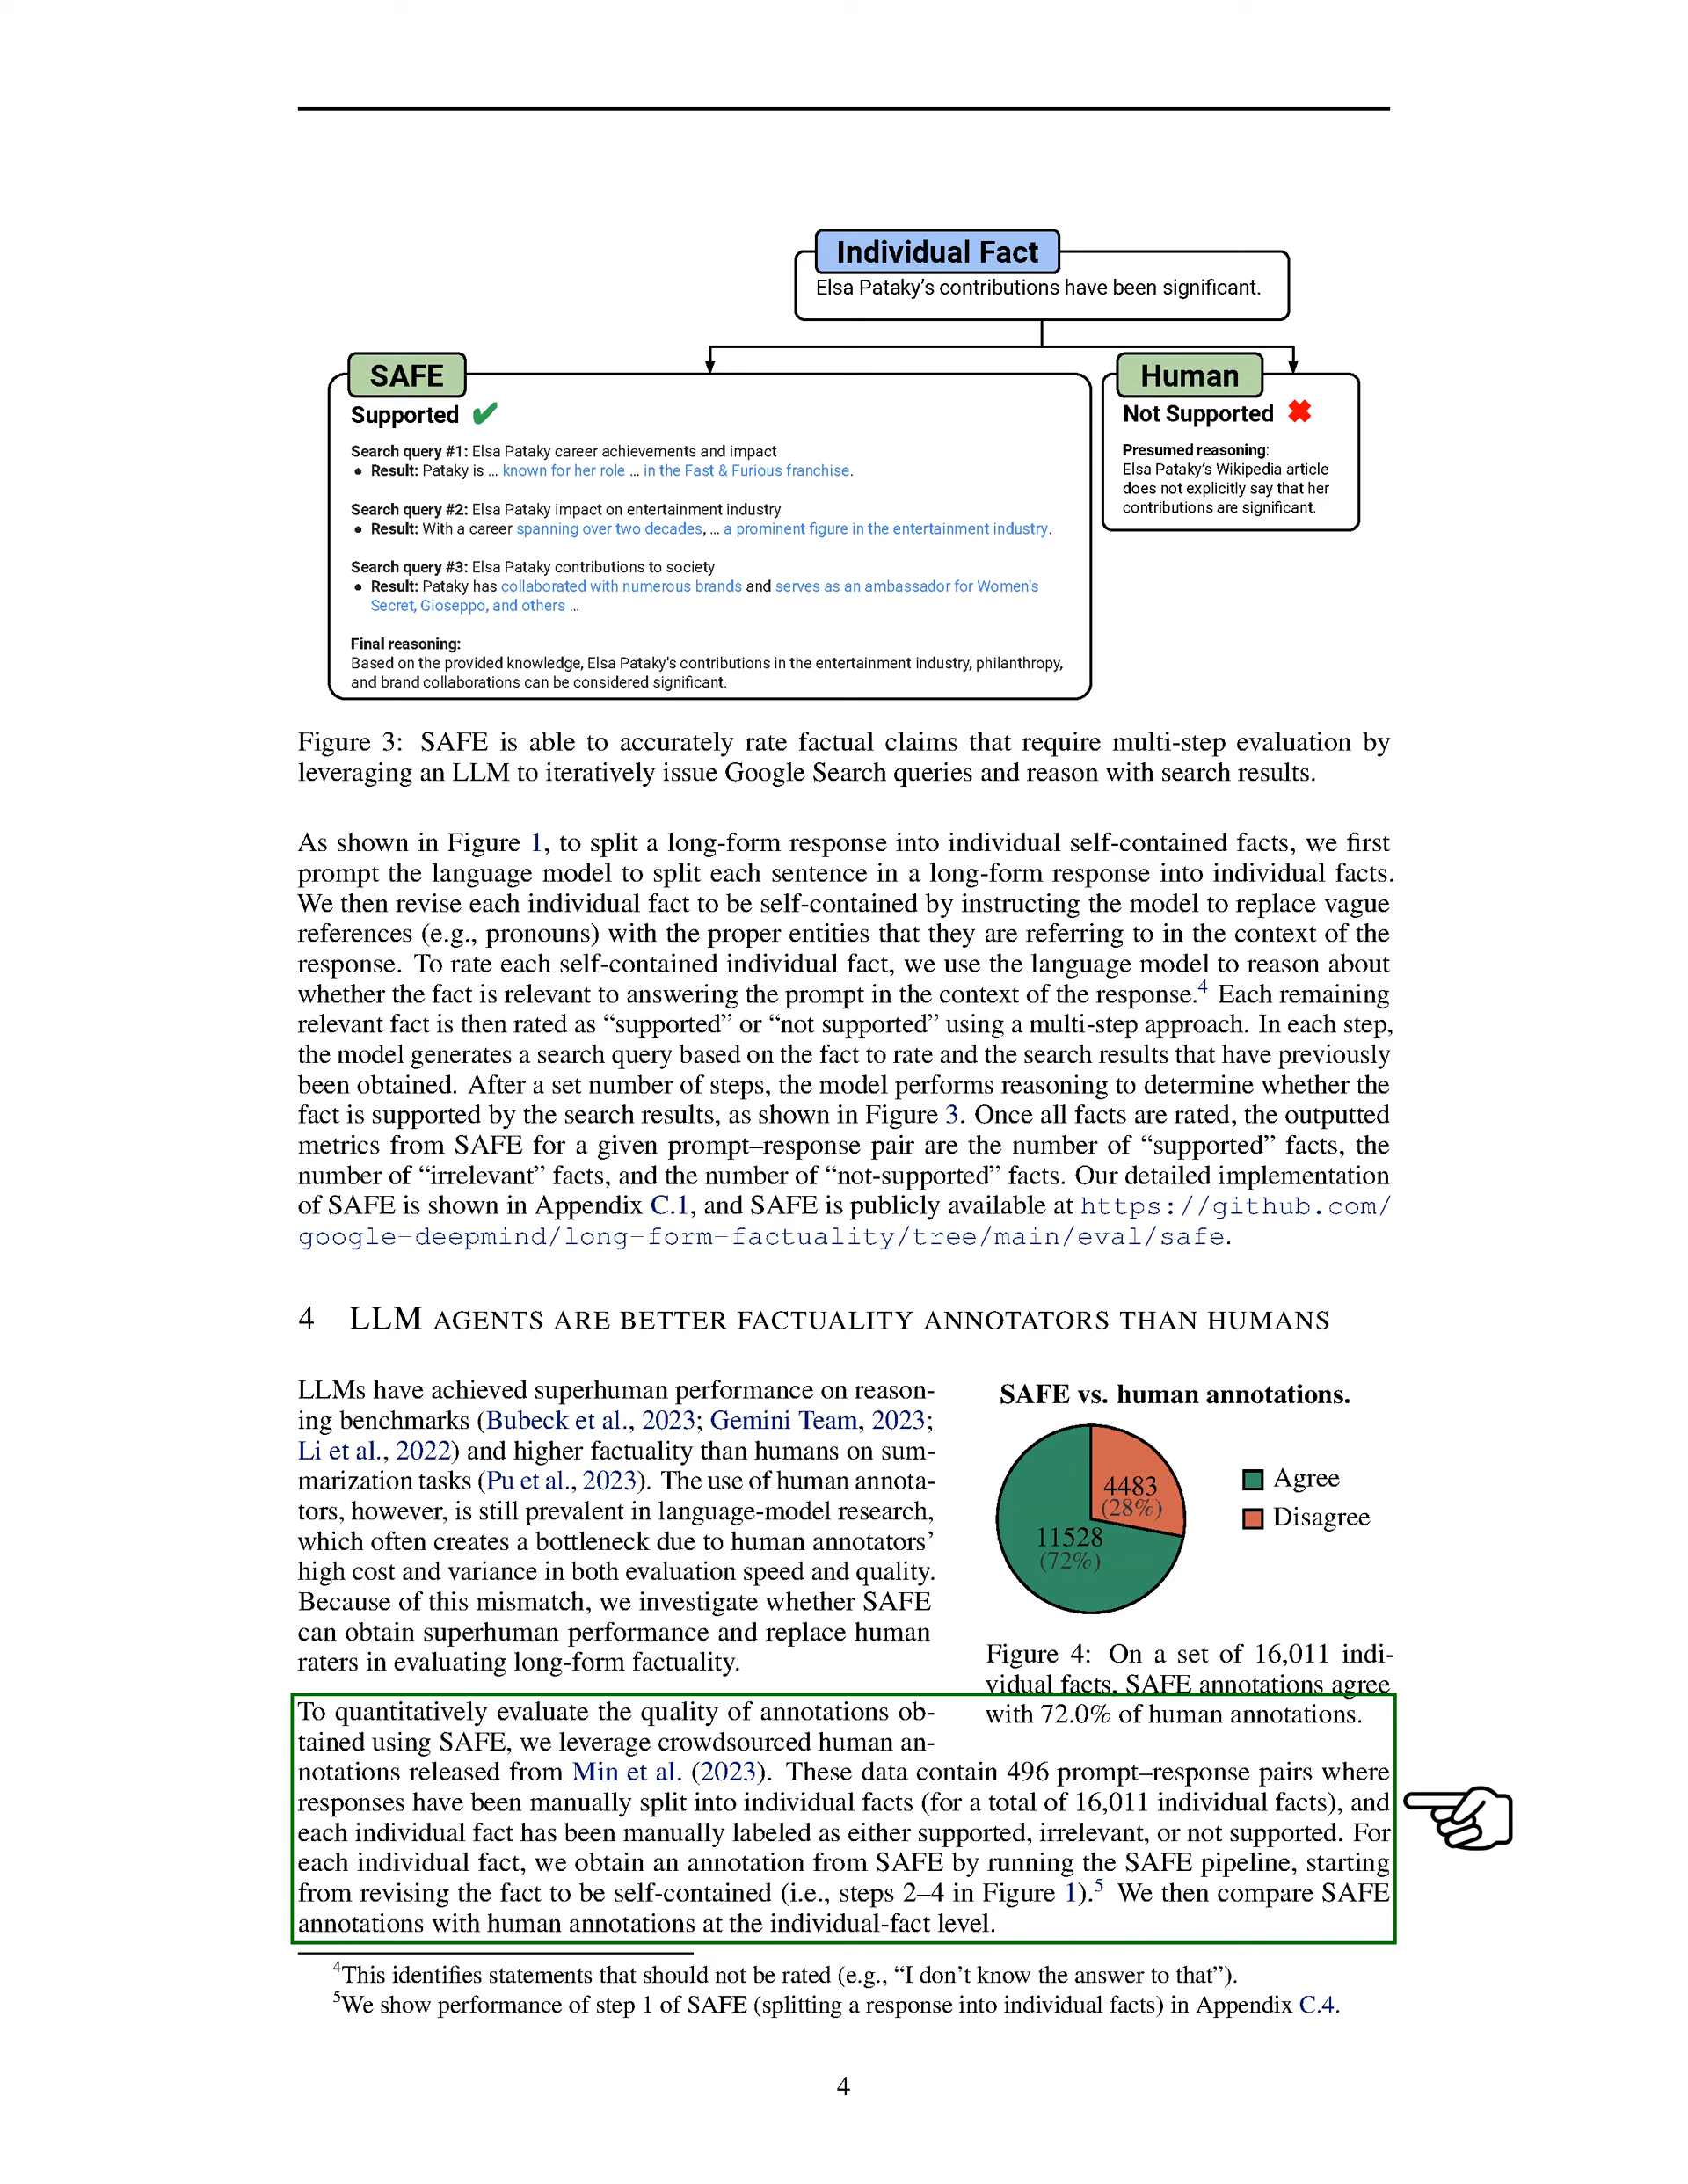 Individual Fact
Elsa Pataky's contributions have been significant.
SAFE
Supported ✔
Search query #1: Elsa Pataky career achievements and impact
• Result: Pataky is ... known for her role ... in the Fast & Furious franchise.
Search query #2: Elsa Pataky impact on entertainment industry
• Result: With a career spanning over two decades, ... a prominent figure in the entertainment industry.
Search query #3: Elsa Pataky contributions to society
• Result: Pataky has collaborated with numerous brands and serves as an ambassador for Women's
Secret, Gioseppo, and others ...
Final reasoning:
Based on the provided knowledge, Elsa Pataky's contributions in the entertainment industry, philanthropy,
and brand collaborations can be considered significant.
Human
Not Supported ✖
Presumed reasoning:
Elsa Pataky's Wikipedia article
does not explicitly say that her
contributions are significant.
Figure 3: SAFE is able to accurately rate factual claims that require multi-step evaluation by
leveraging an LLM to iteratively issue Google Search queries and reason with search results.
As shown in Figure 1, to split a long-form response into individual self-contained facts, we first
prompt the language model to split each sentence in a long-form response into individual facts.
We then revise each individual fact to be self-contained by instructing the model to replace vague
references (e.g., pronouns) with the proper entities that they are referring to in the context of the
response. To rate each self-contained individual fact, we use the language model to reason about
whether the fact is relevant to answering the prompt in the context of the response.4 Each remaining
relevant fact is then rated as “supported” or “not supported” using a multi-step approach. In each step,
the model generates a search query based on the fact to rate and the search results that have previously
been obtained. After a set number of steps, the model performs reasoning to determine whether the
fact is supported by the search results, as shown in Figure 3. Once all facts are rated, the outputted
metrics from SAFE for a given prompt–response pair are the number of “supported” facts, the
number of “irrelevant” facts, and the number of “not-supported” facts. Our detailed implementation
of SAFE is shown in Appendix C.1, and SAFE is publicly available at https://github.com/
google-deepmind/long-form-factuality/tree/main/eval/safe.
4 LLM AGENTS ARE BETTER FACTUALITY ANNOTATORS THAN HUMANS
LLMs have achieved superhuman performance on reason-
ing benchmarks (Bubeck et al., 2023; Gemini Team, 2023;
Li et al., 2022) and higher factuality than humans on sum-
marization tasks (Pu et al., 2023). The use of human annota-
tors, however, is still prevalent in language-model research,
which often creates a bottleneck due to human annotators’
high cost and variance in both evaluation speed and quality.
Because of this mismatch, we investigate whether SAFE
can obtain superhuman performance and replace human
raters in evaluating long-form factuality.
SAFE vs. human annotations.
4483
(28%)
11528
(72%)
Agree
Disagree
Figure 4: On a set of 16,011 indi-
vidual facts, SAFE annotations agree
with 72.0% of human annotations.
To quantitatively evaluate the quality of annotations ob-
tained using SAFE, we leverage crowdsourced human an-
notations released from Min et al. (2023). These data contain 496 prompt–response pairs where
responses have been manually split into individual facts (for a total of 16,011 individual facts), and
each individual fact has been manually labeled as either supported, irrelevant, or not supported. For
each individual fact, we obtain an annotation from SAFE by running the SAFE pipeline, starting
from revising the fact to be self-contained (i.e., steps 2–4 in Figure 1).5 We then compare SAFE
annotations with human annotations at the individual-fact level.
4This identifies statements that should not be rated (e.g., “I don’t know the answer to that”).
5We show performance of step 1 of SAFE (splitting a response into individual facts) in Appendix C.4.
4